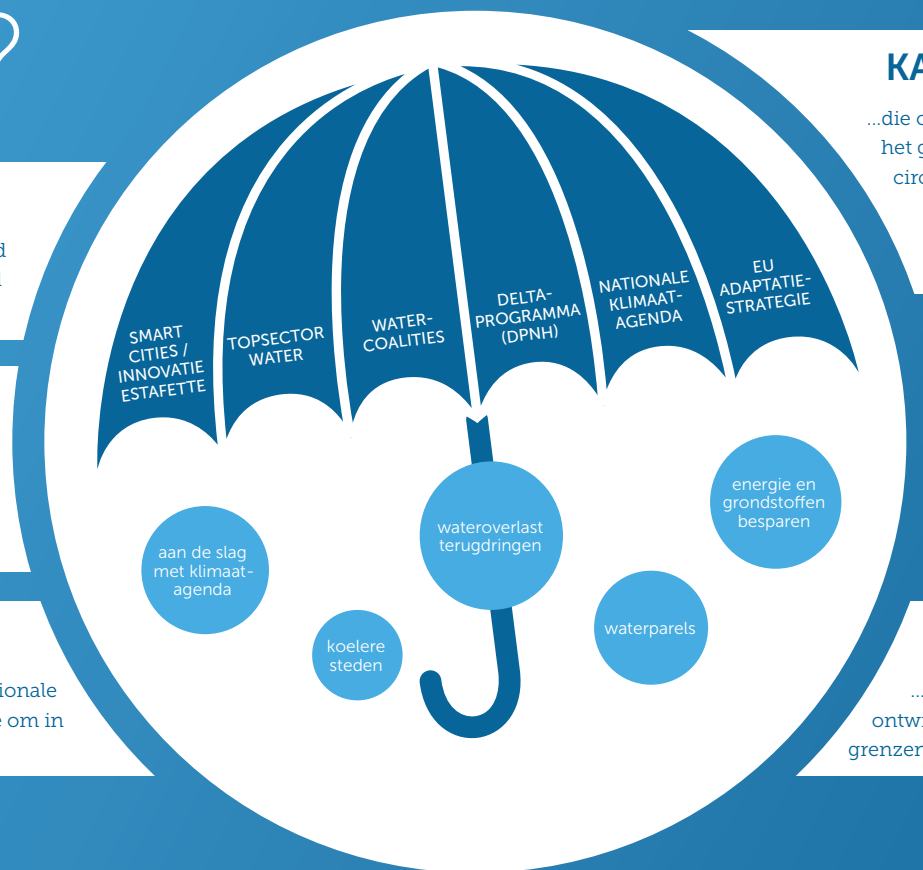 KA
...die
het
SMART
CITIES /
INNOVATIE
ESTAFETTE
TOPSECTOR
WATER
WATER-
COALITIES
DELTA-
PROGRAMMA
(DPNH)
NATIONALE
KLIMAAT-
AGENDA
EU
ADAPTATIE-
STRATEGIE
aan de slag
met klimaat-
agenda
koelere
steden
wateroverlast
terugdringen
waterparels
energie en
grondstoffen
besparen
ionale
om in
...
ontw
grenzen